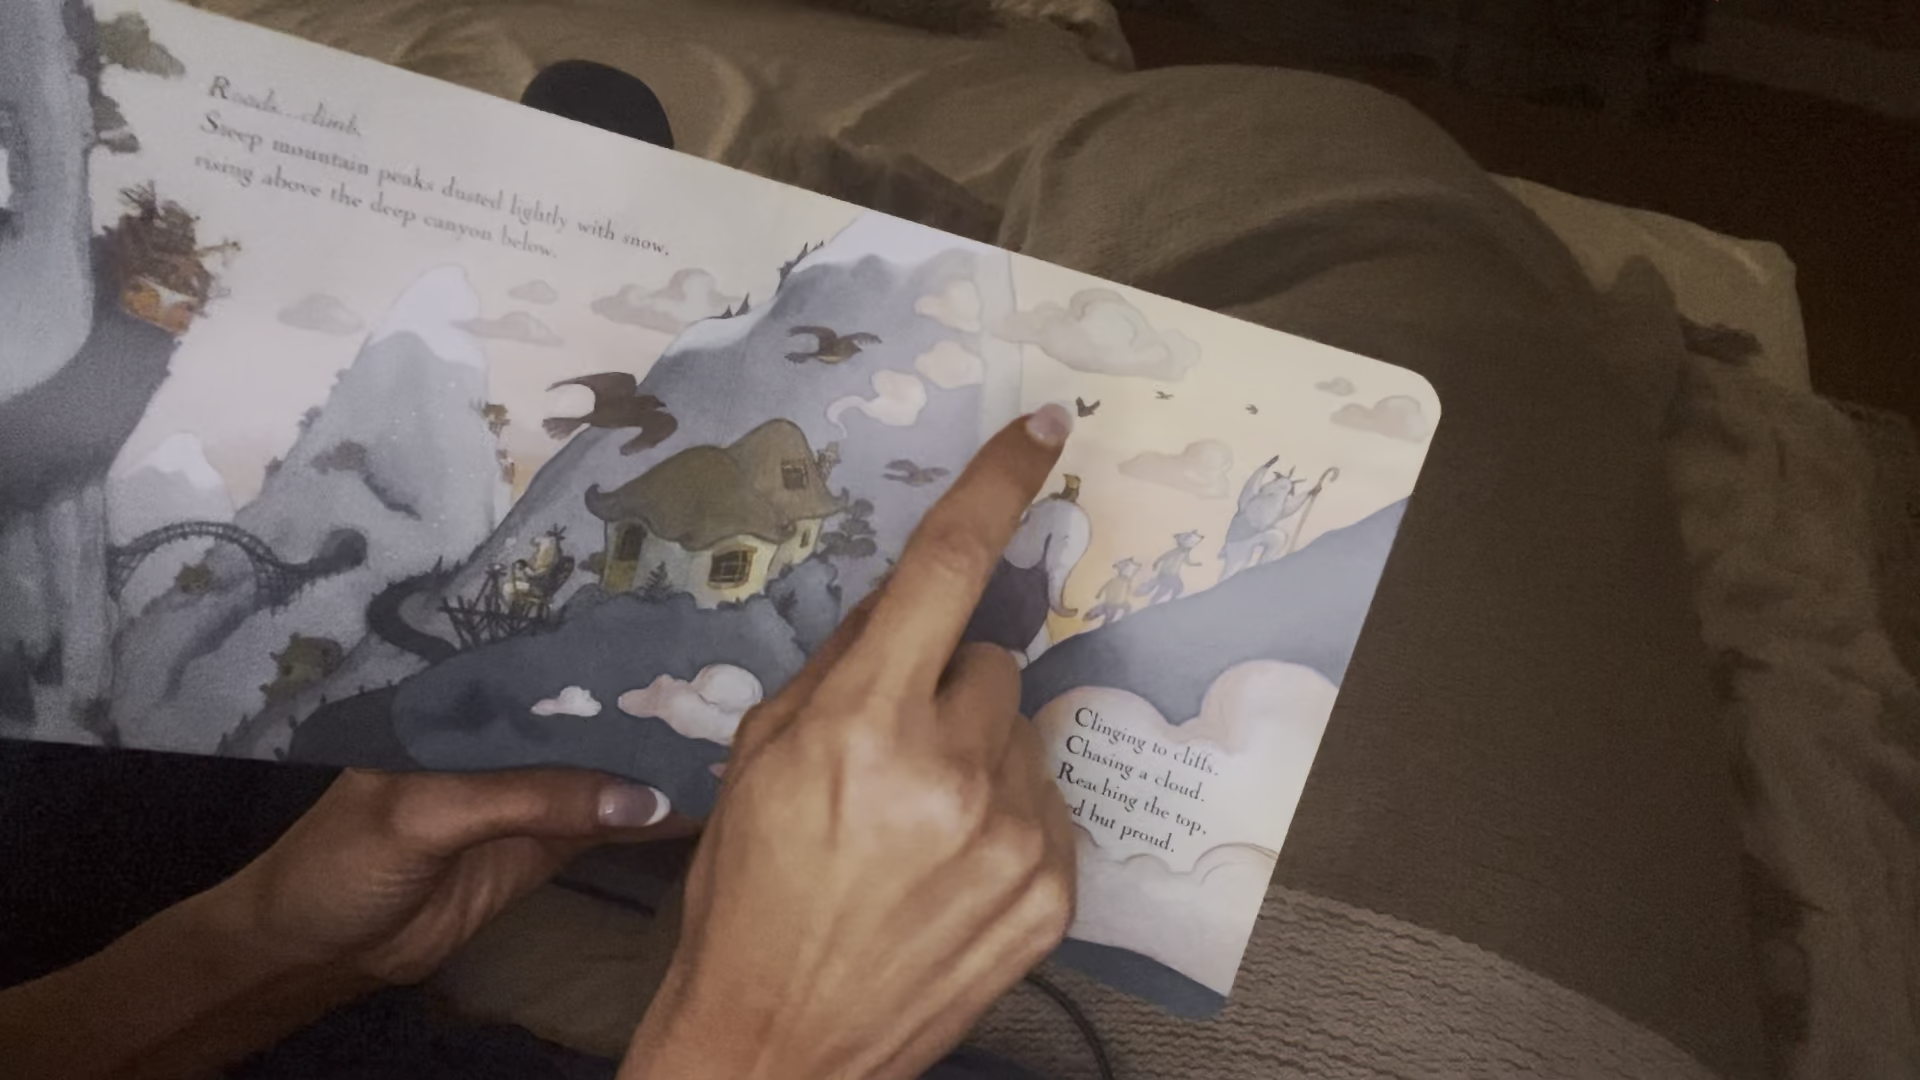 Roads...climb.
Steep mountain peaks dusted lightly with snow,
rising above the deep canyon below.
Clinging to cliffs.
Chasing a cloud.
Reaching the top,
d but proud.